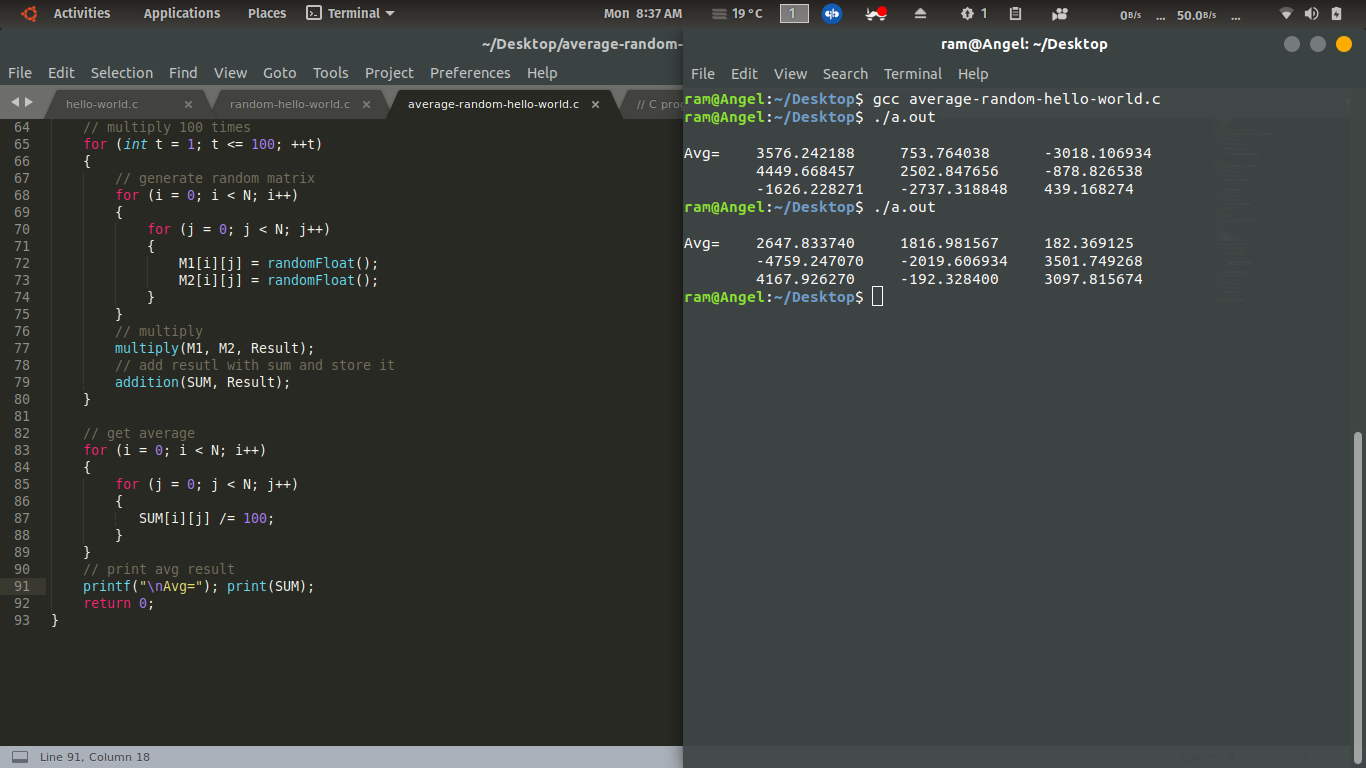 Activities Applications Places Terminal Mon 8:37 AM 19 °C 1 1 0B/s ... 50.0B/s ...
~/Desktop/average-random-
File Edit Selection Find View Goto Tools Project Preferences Help
hello-world.c × random-hello-world.c × average-random-hello-world.c × // C prog
64 // multiply 100 times
65 for (int t = 1; t <= 100; ++t)
66 {
67 // generate random matrix
68 for (i = 0; i < N; i++)
69 {
70 for (j = 0; j < N; j++)
71 {
72 M1[i][j] = randomFloat();
73 M2[i][j] = randomFloat();
74 }
75 }
76 // multiply
77 multiply(M1, M2, Result);
78 // add resutl with sum and store it
79 addition(SUM, Result);
80 }
81
82 // get average
83 for (i = 0; i < N; i++)
84 {
85 for (j = 0; j < N; j++)
86 {
87 SUM[i][j] /= 100;
88 }
89 }
90 // print avg result
91 printf("\nAvg="); print(SUM);
92 return 0;
93 }
Line 91, Column 18
ram@Angel: ~/Desktop
File Edit View Search Terminal Help
ram@Angel:~/Desktop$ gcc average-random-hello-world.c
ram@Angel:~/Desktop$ ./a.out
Avg= 3576.242188 753.764038 -3018.106934
4449.668457 2502.847656 -878.826538
-1626.228271 -2737.318848 439.168274
ram@Angel:~/Desktop$ ./a.out
Avg= 2647.833740 1816.981567 182.369125
-4759.247070 -2019.606934 3501.749268
4167.926270 -192.328400 3097.815674
ram@Angel:~/Desktop$